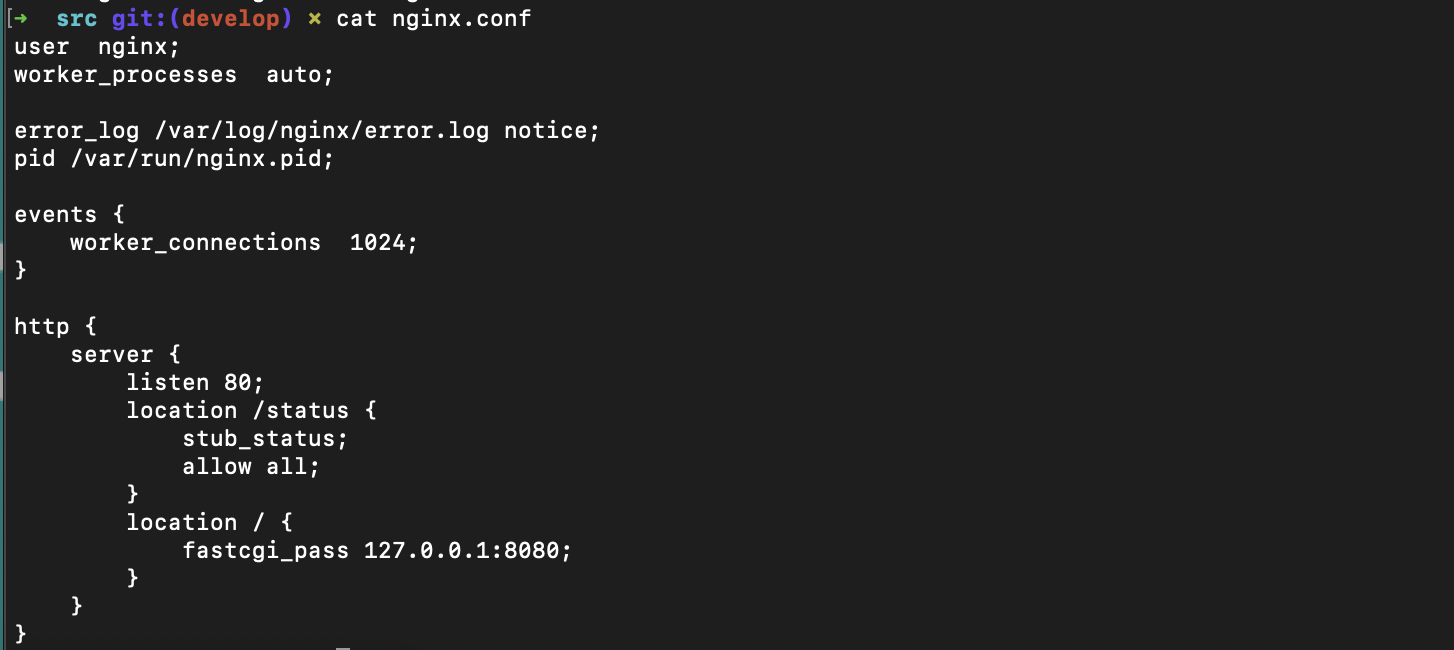 [➜  src git:(develop) × cat nginx.conf
user  nginx;
worker_processes  auto;
error_log /var/log/nginx/error.log notice;
pid /var/run/nginx.pid;
events {
    worker_connections  1024;
}
http {
    server {
        listen 80;
        location /status {
            stub_status;
            allow all;
        }
        location / {
            fastcgi_pass 127.0.0.1:8080;
        }
    }
}